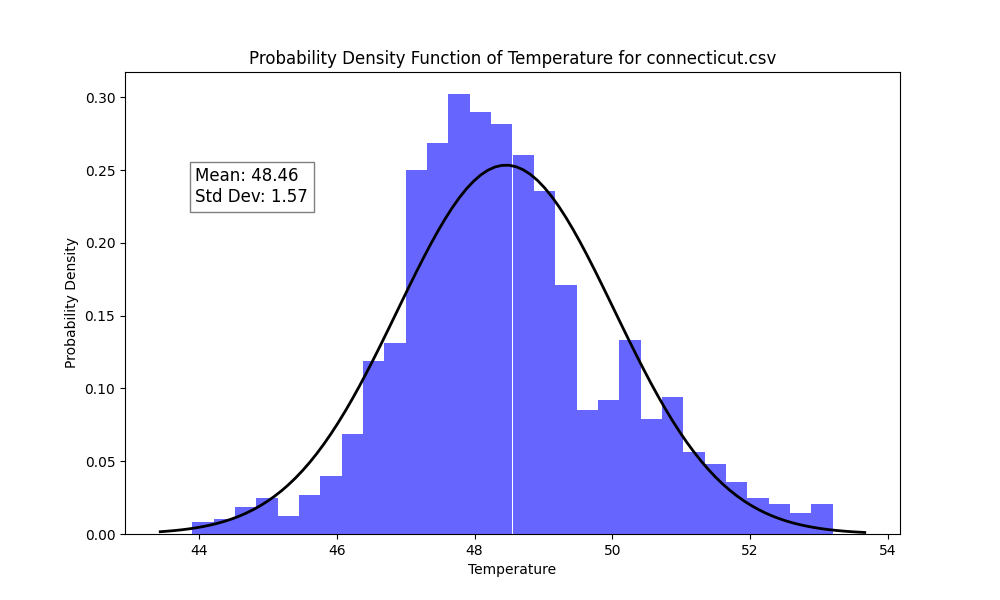 Probability Density Function of Temperature for connecticut.csv
0.30
0.25
0.20
0.15
0.10
0.05
0.00
Probability Density
Mean: 48.46
Std Dev: 1.57
44 46 48 50 52 54
Temperature